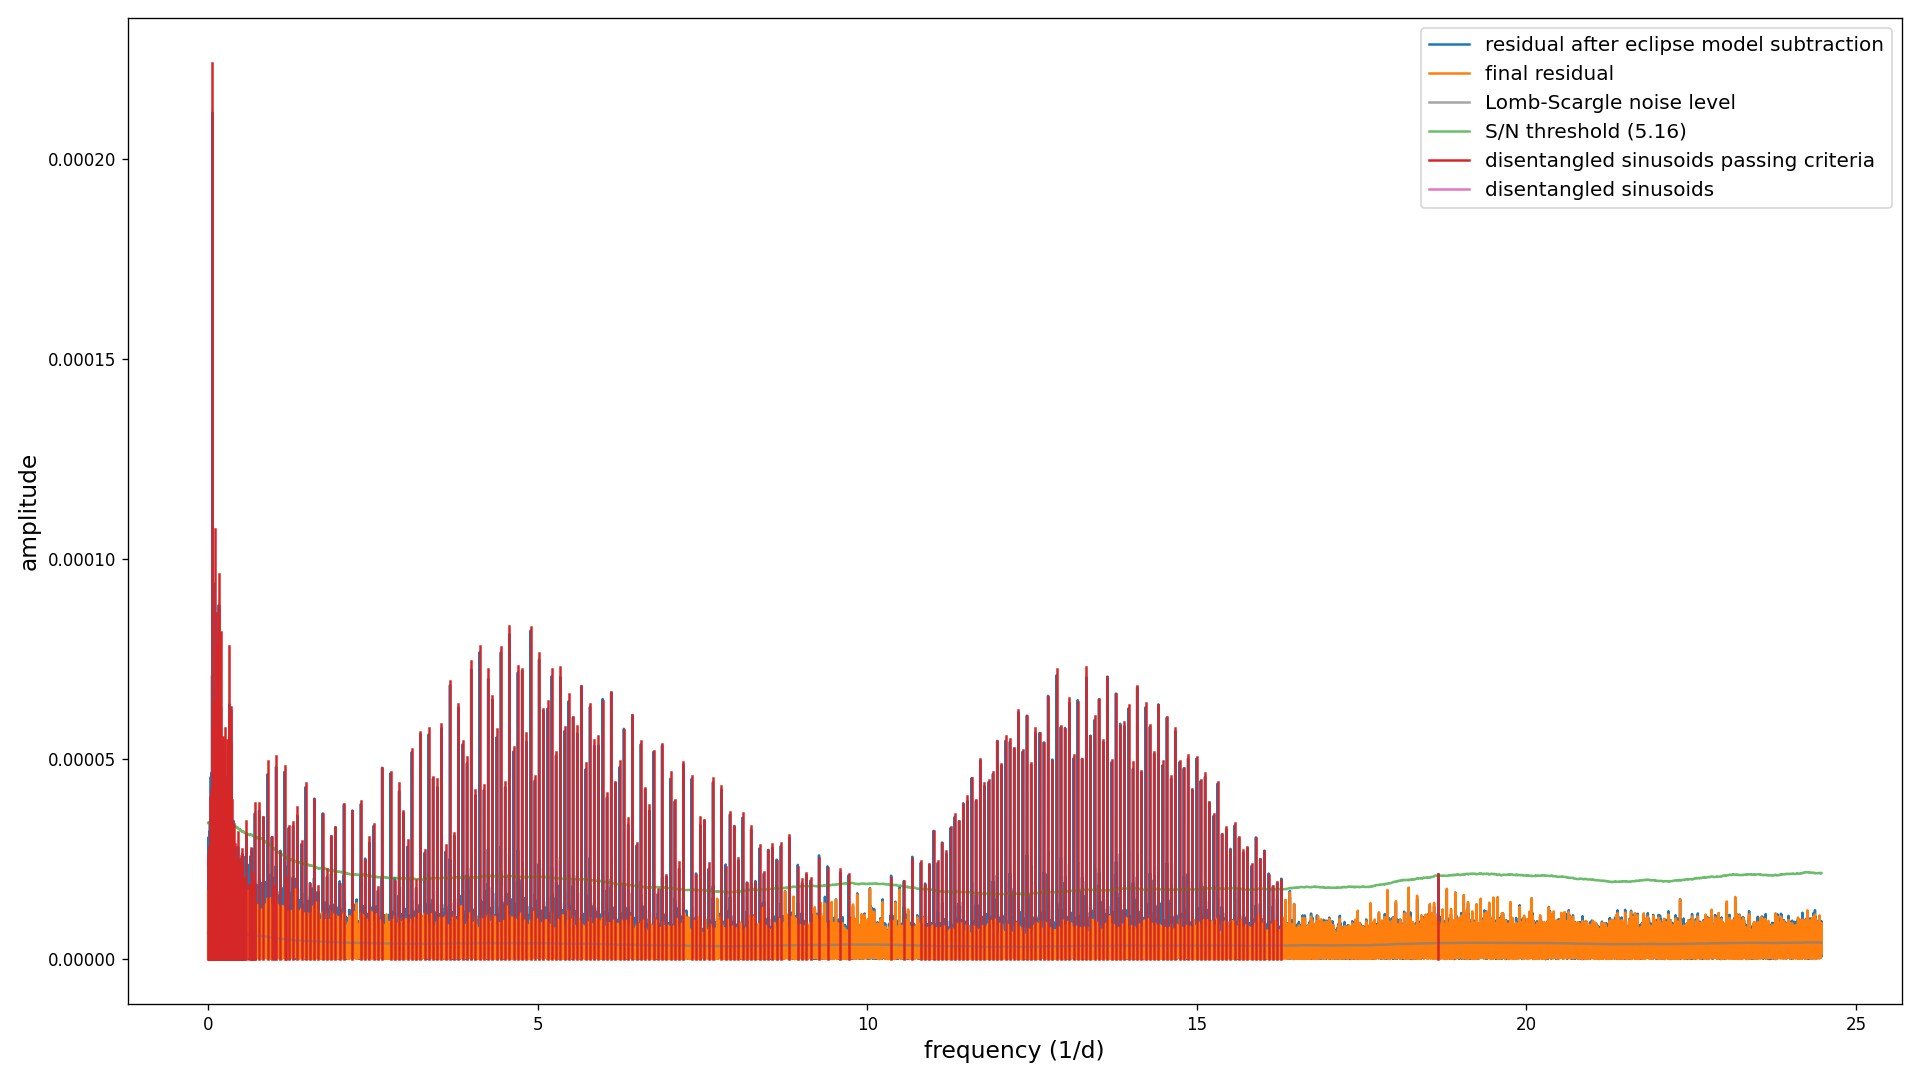 residual after eclipse model subtraction
final residual
Lomb-Scargle noise level
S/N threshold (5.16)
disentangled sinusoids passing criteria
disentangled sinusoids
0.00020
0.00015
0.00010
0.00005
0.00000
amplitude
0 5 10 15 20 25
frequency (1/d)